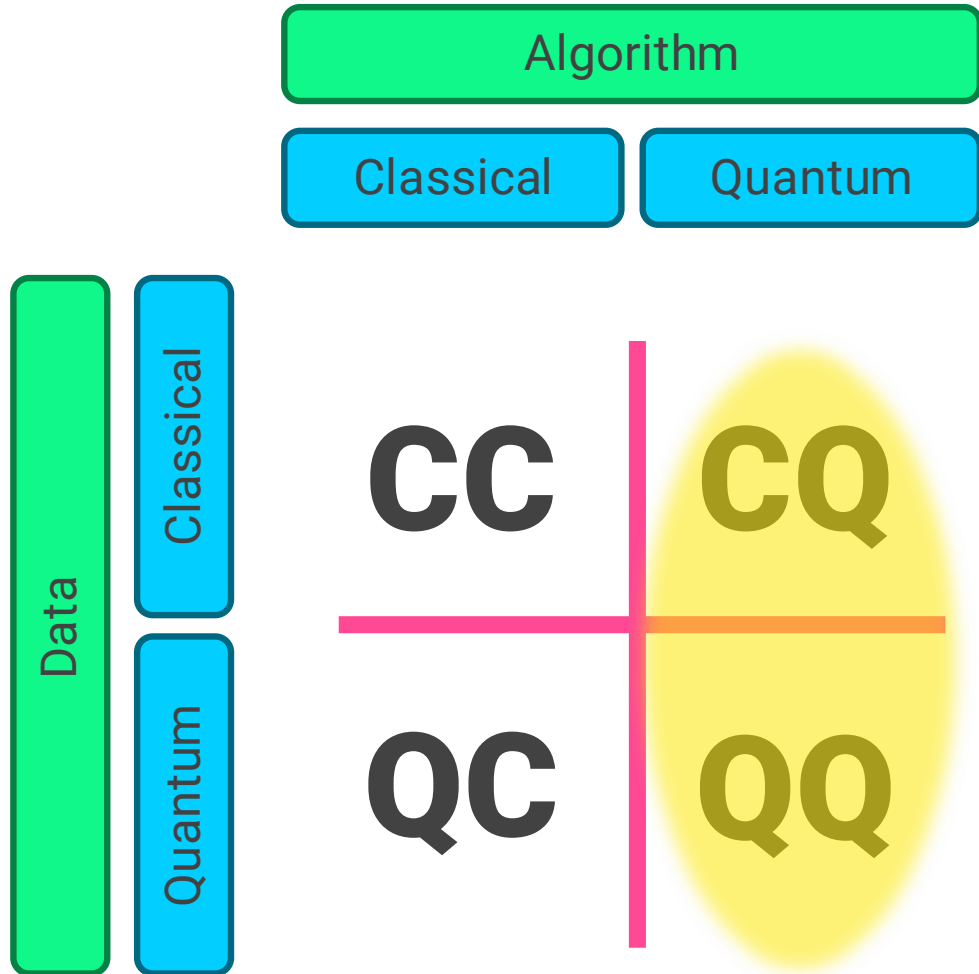 Algorithm
Classical
Quantum
Data
Classical
Quantum
CC
CQ
QC
QQ